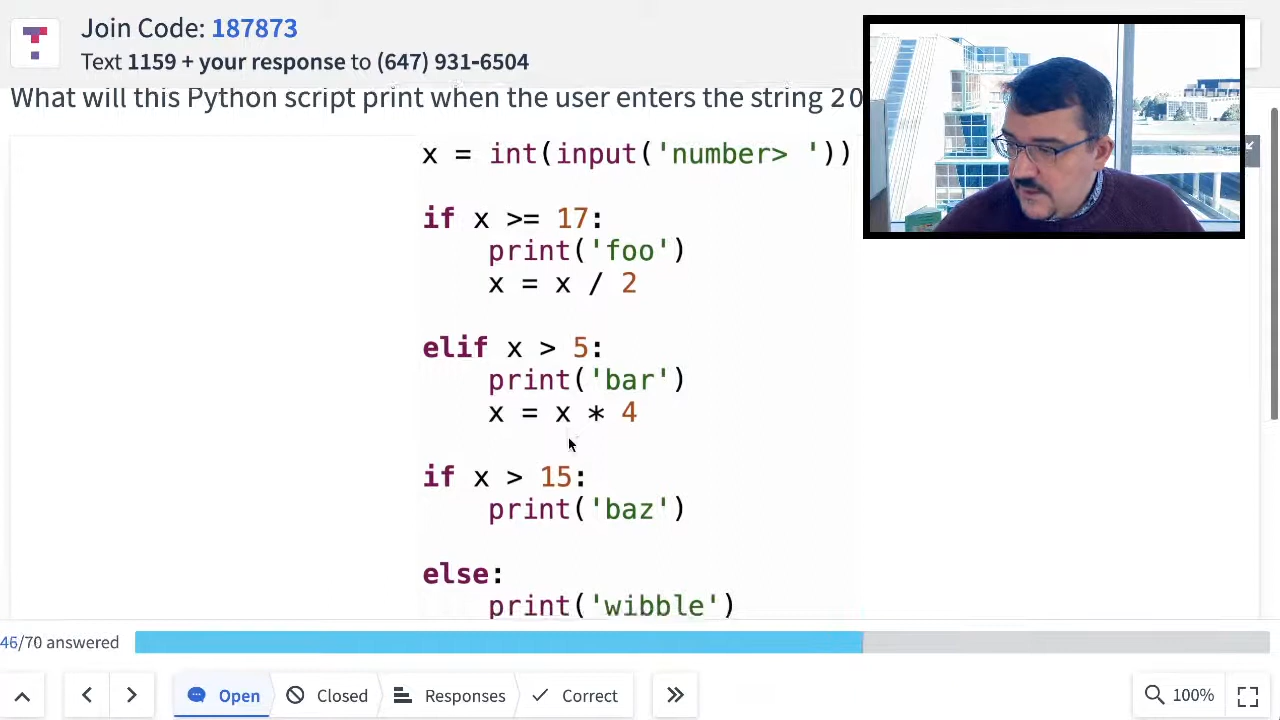 Join Code: 187873
Text 1159 + your response to (647) 931-6504
What will this Python script print when the user enters the string 20
x = int(input('number> '))
if x >= 17:
print('foo')
x = x / 2
elif x > 5:
print('bar')
x = x * 4
if x > 15:
print('baz')
else:
print('wibble')
46/70 answered
Open
Closed
Responses
Correct
100%